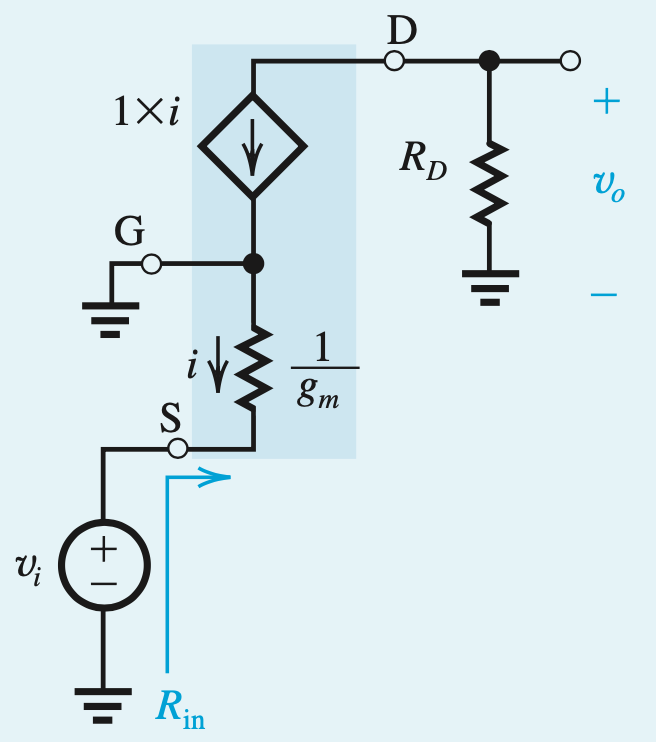 D
1×i
R_D
+
v_o
−
G
i
1/g_m
S
v_i
+
−
R_in